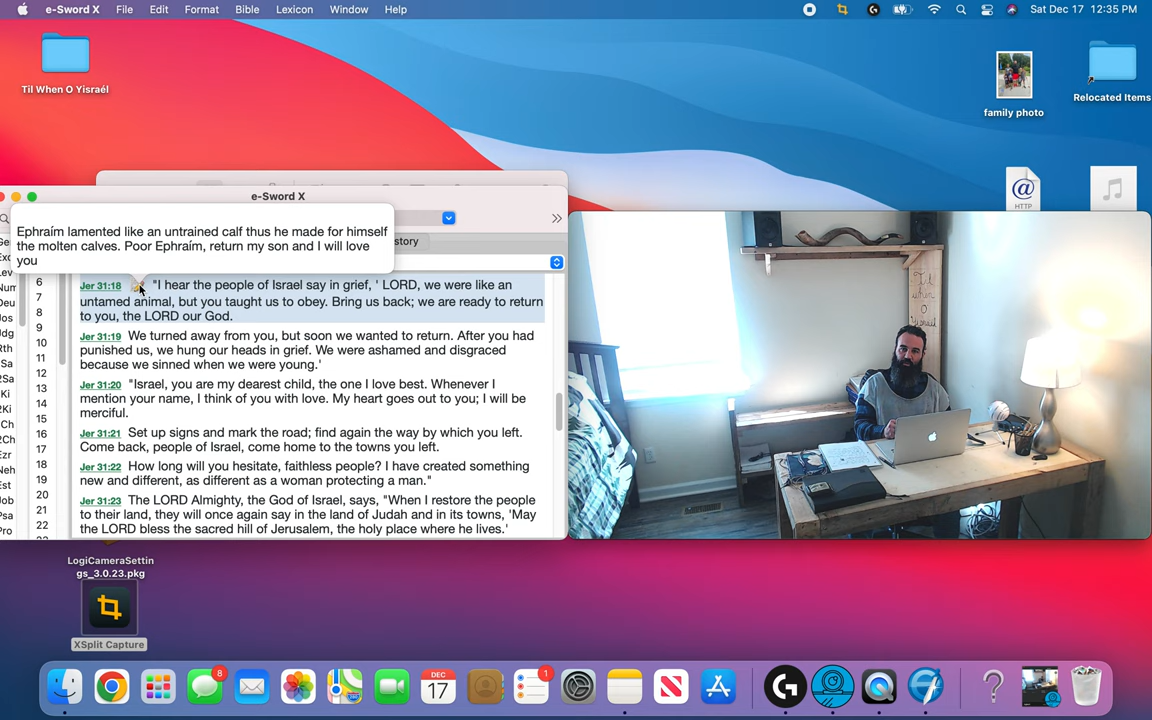 e-Sword X File Edit Format Bible Lexicon Window Help
Sat Dec 17 12:35 PM
Til When O Yisraél
family photo
Relocated Items
HTTP
e-Sword X
Ephraím lamented like an untrained calf thus he made for himself
the molten calves. Poor Ephraím, return my son and I will love
you
story
Jer 31:18 "I hear the people of Israel say in grief, ' LORD, we were like an
untamed animal, but you taught us to obey. Bring us back; we are ready to return
to you, the LORD our God.
Jer 31:19 We turned away from you, but soon we wanted to return. After you had
punished us, we hung our heads in grief. We were ashamed and disgraced
because we sinned when we were young.'
Jer 31:20 "Israel, you are my dearest child, the one I love best. Whenever I
mention your name, I think of you with love. My heart goes out to you; I will be
merciful.
Jer 31:21 Set up signs and mark the road; find again the way by which you left.
Come back, people of Israel, come home to the towns you left.
Jer 31:22 How long will you hesitate, faithless people? I have created something
new and different, as different as a woman protecting a man."
Jer 31:23 The LORD Almighty, the God of Israel, says, "When I restore the people
to their land, they will once again say in the land of Judah and in its towns, 'May
the LORD bless the sacred hill of Jerusalem, the holy place where he lives.'
6
7
8
9
10
11
12
13
14
15
16
17
18
19
20
21
22
TIL
WHEN
LogiCameraSettin
gs_3.0.23.pkg
XSplit Capture
8
DEC
17
1